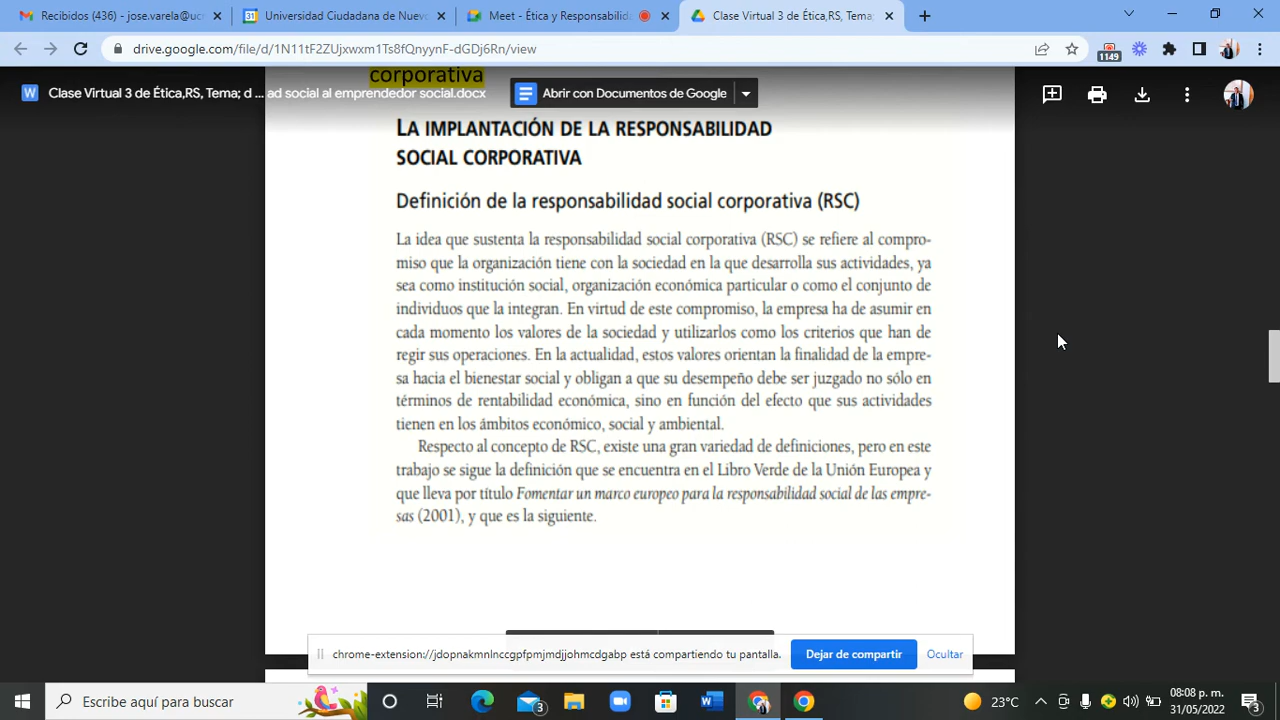 Recibidos (436) - jose.varela@ucr
Universidad Ciudadana de Nuevo
Meet - Ética y Responsabilida
Clase Virtual 3 de Ética,RS, Tema;
drive.google.com/file/d/1N11tF2ZUjxwxm1Ts8fQnyynF-dGDj6Rn/view
1149
corporativa
Clase Virtual 3 de Ética,RS, Tema; d ... ad social al emprendedor social.docx
Abrir con Documentos de Google
LA IMPLANTACIÓN DE LA RESPONSABILIDAD
SOCIAL CORPORATIVA
Definición de la responsabilidad social corporativa (RSC)
La idea que sustenta la responsabilidad social corporativa (RSC) se refiere al compro-
miso que la organización tiene con la sociedad en la que desarrolla sus actividades, ya
sea como institución social, organización económica particular o como el conjunto de
individuos que la integran. En virtud de este compromiso, la empresa ha de asumir en
cada momento los valores de la sociedad y utilizarlos como los criterios que han de
regir sus operaciones. En la actualidad, estos valores orientan la finalidad de la empre-
sa hacia el bienestar social y obligan a que su desempeño debe ser juzgado no sólo en
términos de rentabilidad económica, sino en función del efecto que sus actividades
tienen en los ámbitos económico, social y ambiental.
Respecto al concepto de RSC, existe una gran variedad de definiciones, pero en este
trabajo se sigue la definición que se encuentra en el Libro Verde de la Unión Europea y
que lleva por título Fomentar un marco europeo para la responsabilidad social de las empre-
sas (2001), y que es la siguiente.
chrome-extension://jdopnakmnlnccgpfpmjmdjjohmcdgabp está compartiendo tu pantalla.
Dejar de compartir
Ocultar
Escribe aquí para buscar
3
23°C
08:08 p. m.
31/05/2022
3